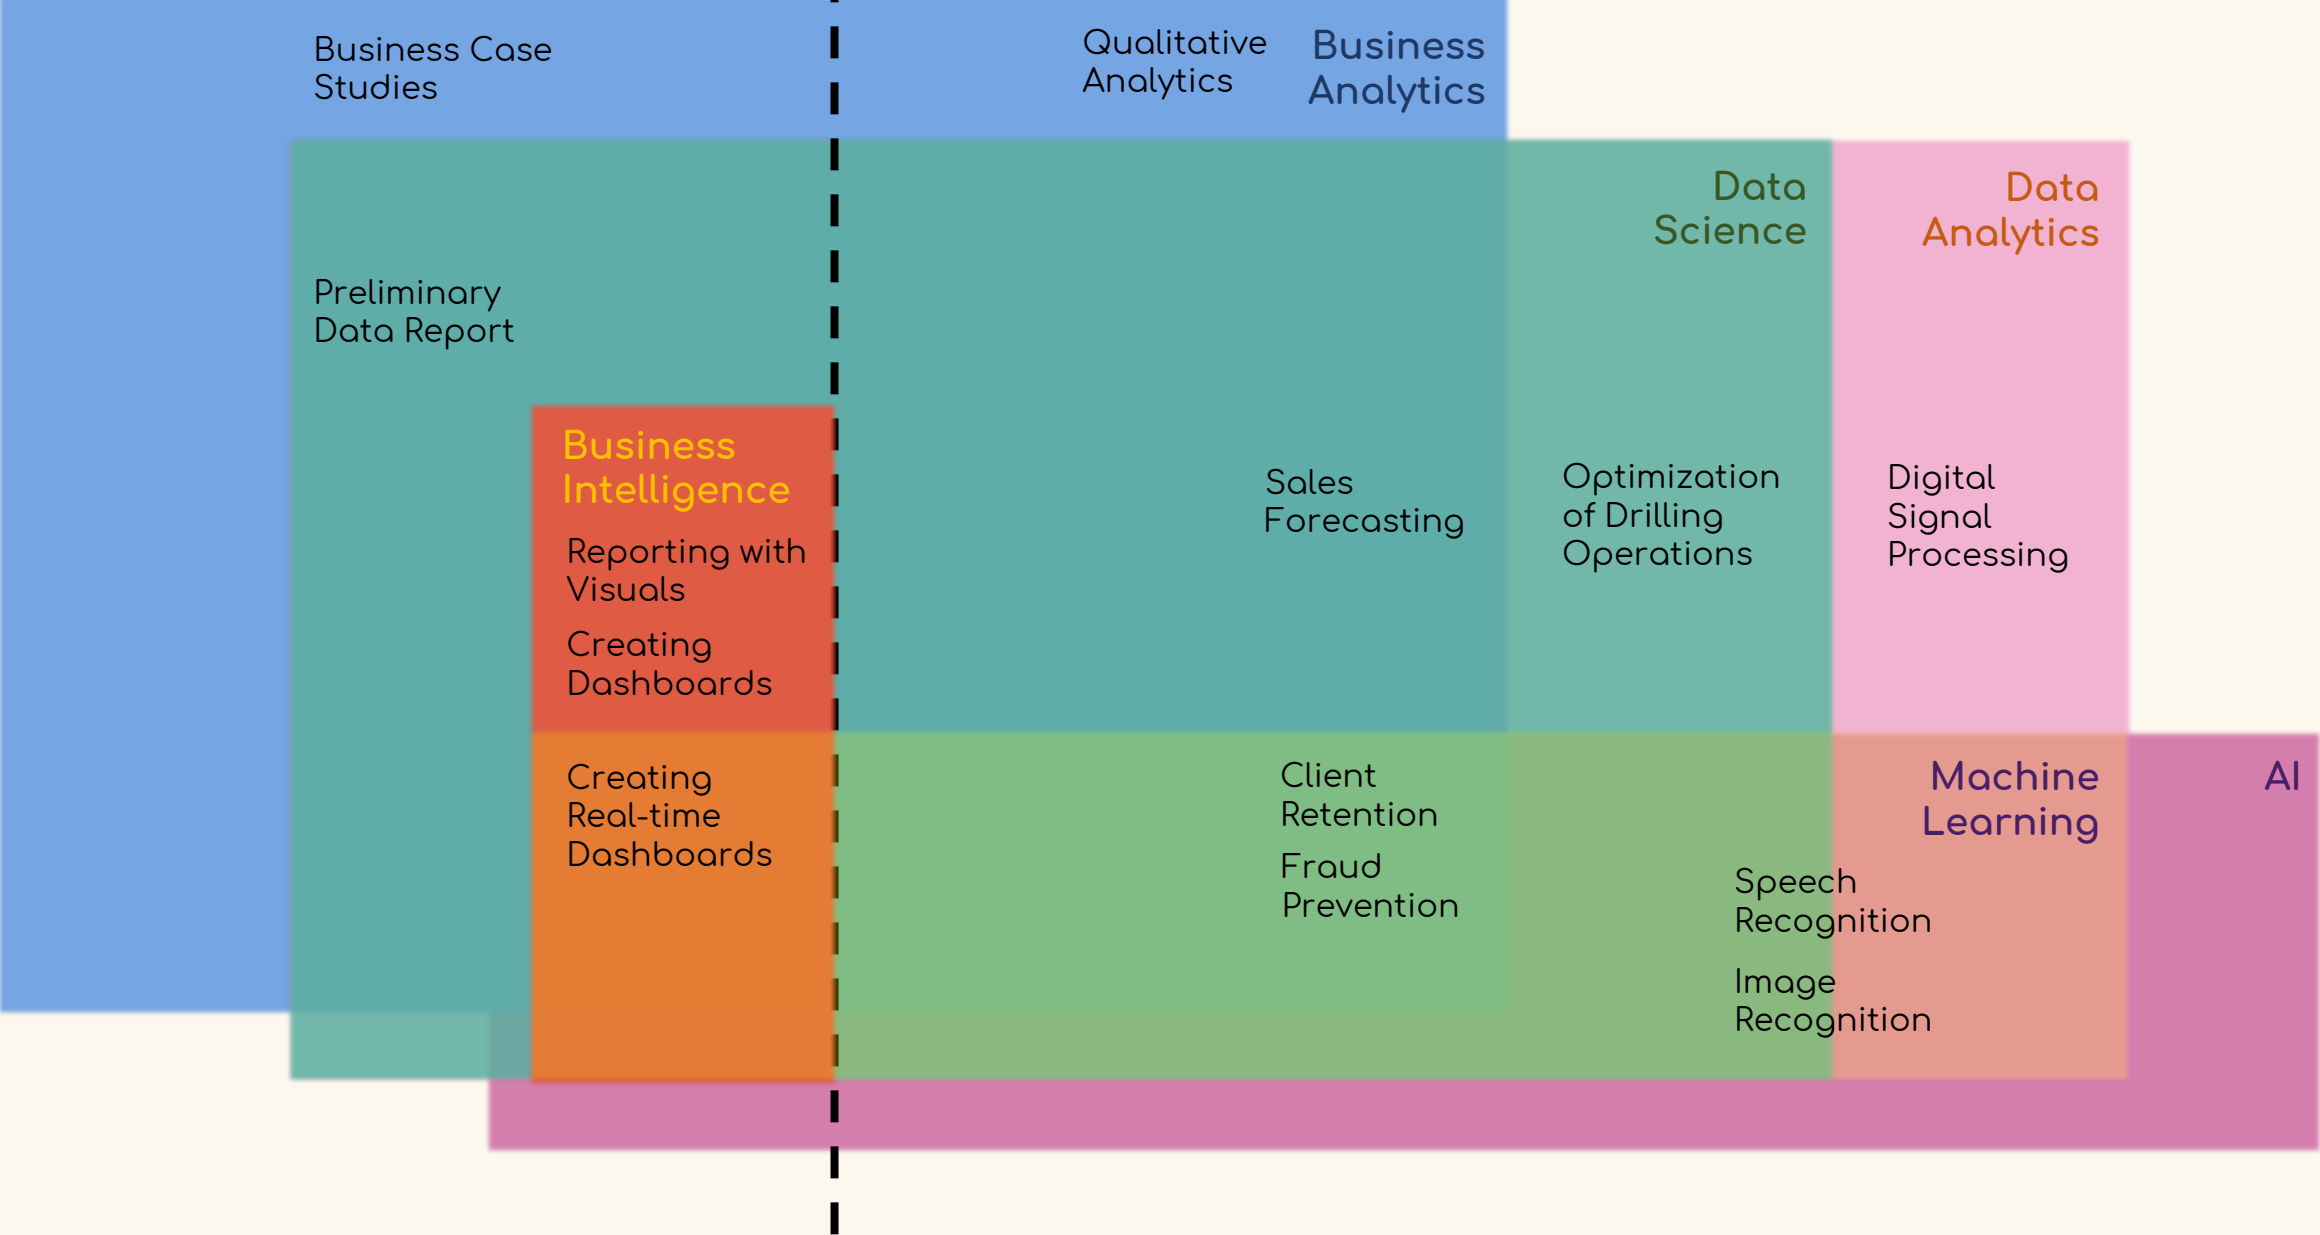 Business Case
Studies
Qualitative
Analytics
Business
Analytics
Data
Science
Data
Analytics
Preliminary
Data Report
Business
Intelligence
Reporting with
Visuals
Creating
Dashboards
Sales
Forecasting
Optimization
of Drilling
Operations
Digital
Signal
Processing
Creating
Real-time
Dashboards
Client
Retention
Fraud
Prevention
Machine
Learning
AI
Speech
Recognition
Image
Recognition